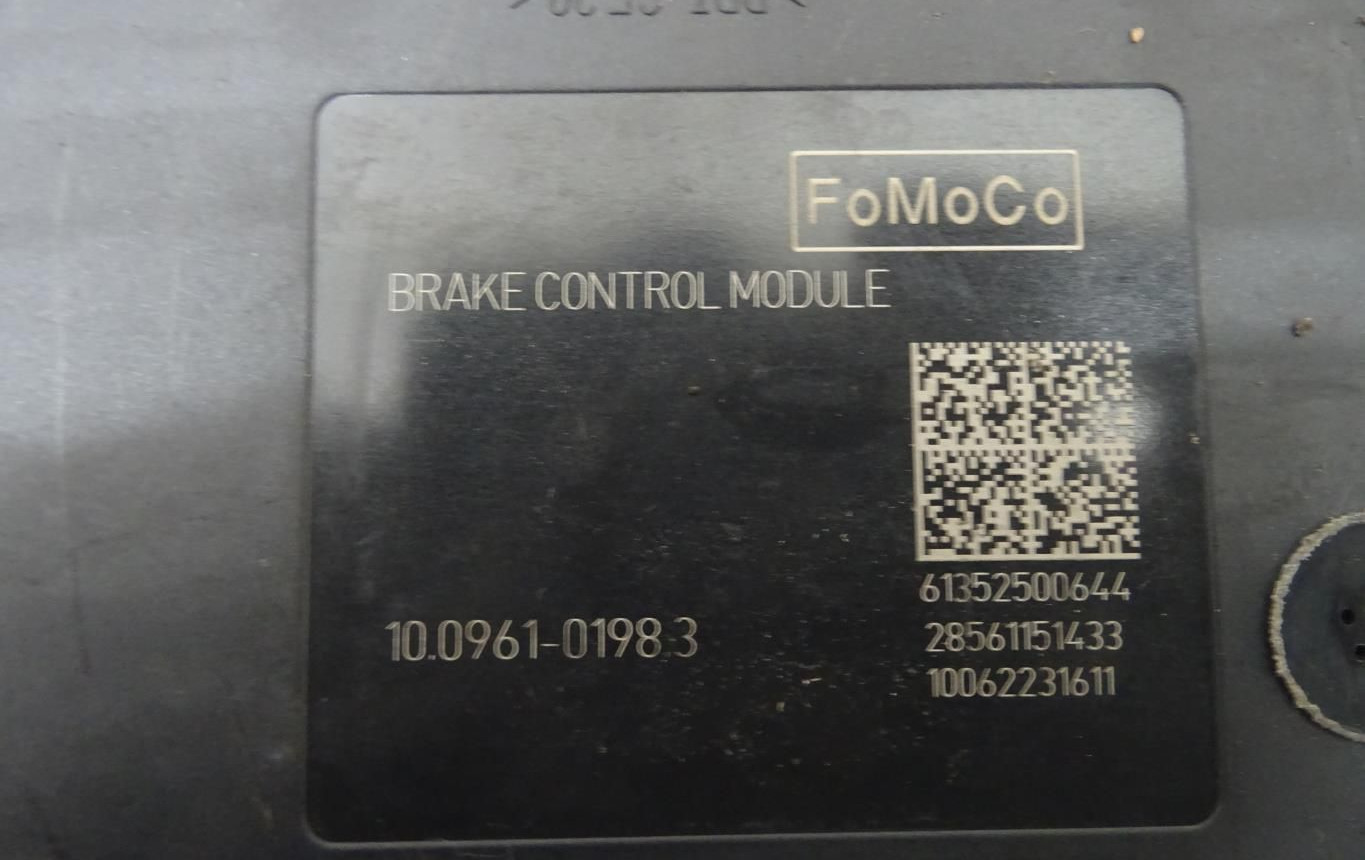 FoMoCo
BRAKE CONTROL MODULE
61352500644
10.0961-0198.3
28561151433
10062231611